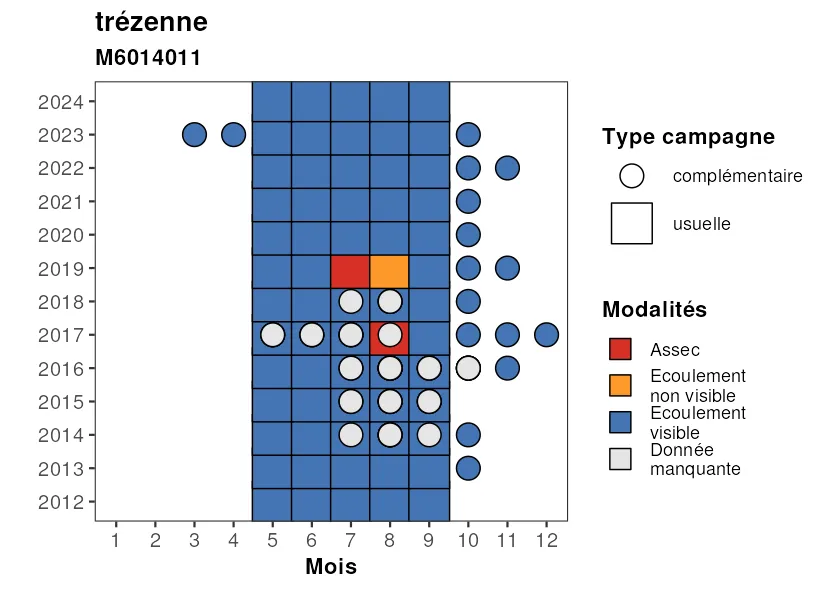 trézenne
M6014011
2024
2023
2022
2021
2020
2019
2018
2017
2016
2015
2014
2013
2012
1 2 3 4 5 6 7 8 9 10 11 12
Mois
Type campagne
complémentaire
usuelle
Modalités
Assec
Ecoulement
non visible
Ecoulement
visible
Donnée
manquante